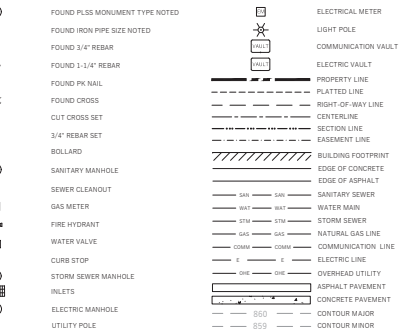 FOUND PLSS MONUMENT TYPE NOTED
FOUND IRON PIPE SIZE NOTED
FOUND 3/4" REBAR
FOUND 1-1/4" REBAR
FOUND PK NAIL
FOUND CROSS
CUT CROSS SET
3/4" REBAR SET
BOLLARD
SANITARY MANHOLE
SEWER CLEANOUT
GAS METER
FIRE HYDRANT
WATER VALVE
CURB STOP
STORM SEWER MANHOLE
INLETS
ELECTRIC MANHOLE
UTILITY POLE
EM ELECTRICAL METER
LIGHT POLE
VAULT COMMUNICATION VAULT
VAULT ELECTRIC VAULT
PROPERTY LINE
PLATTED LINE
RIGHT-OF-WAY LINE
CENTERLINE
SECTION LINE
EASEMENT LINE
BUILDING FOOTPRINT
EDGE OF CONCRETE
EDGE OF ASPHALT
SAN SAN SANITARY SEWER
WAT WAT WATER MAIN
STM STM STORM SEWER
GAS GAS NATURAL GAS LINE
COMM COMM COMMUNICATION LINE
E E ELECTRIC LINE
OHE OHE OVERHEAD UTILITY
ASPHALT PAVEMENT
CONCRETE PAVEMENT
860 CONTOUR MAJOR
859 CONTOUR MINOR